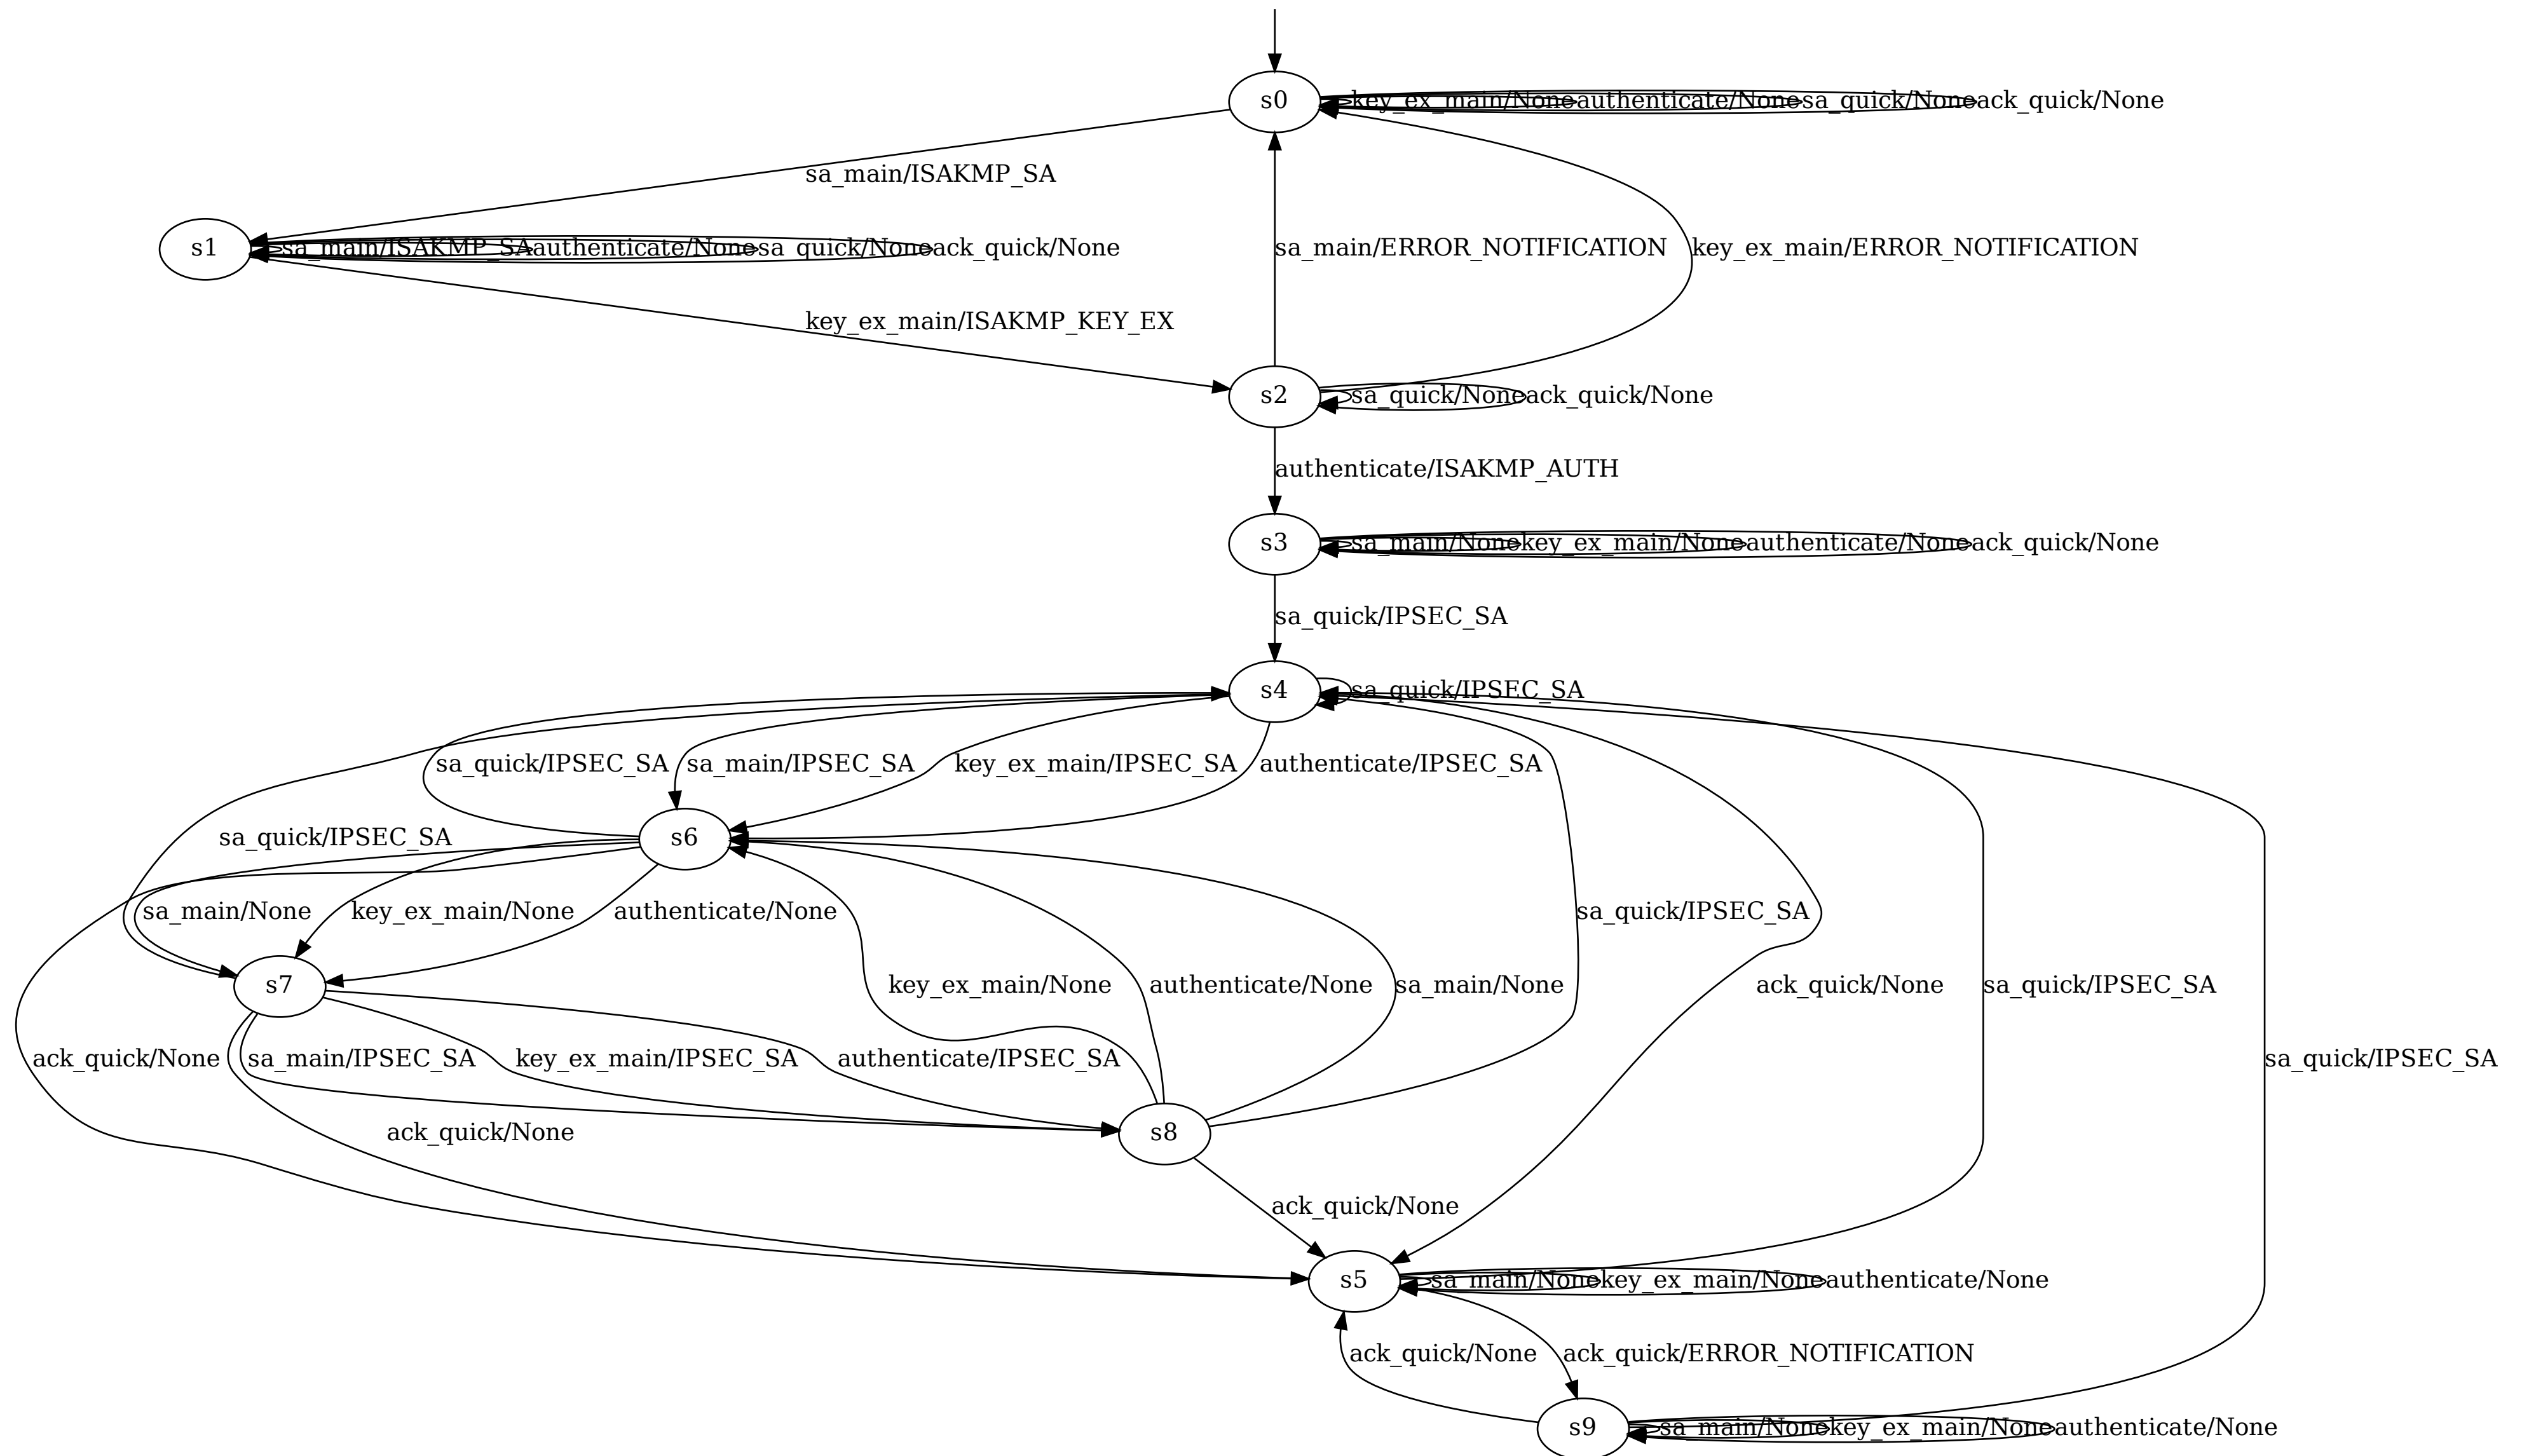 s0 key_ex_main/None authenticate/None sa_quick/None ack_quick/None
sa_main/ISAKMP_SA
s1 sa_main/ISAKMP_SA authenticate/None sa_quick/None ack_quick/None
sa_main/ERROR_NOTIFICATION key_ex_main/ERROR_NOTIFICATION
key_ex_main/ISAKMP_KEY_EX
s2 sa_quick/None ack_quick/None
authenticate/ISAKMP_AUTH
s3 sa_main/None key_ex_main/None authenticate/None ack_quick/None
sa_quick/IPSEC_SA
s4 sa_quick/IPSEC_SA
sa_quick/IPSEC_SA sa_main/IPSEC_SA key_ex_main/IPSEC_SA authenticate/IPSEC_SA
sa_quick/IPSEC_SA s6
sa_main/None key_ex_main/None authenticate/None sa_quick/IPSEC_SA
s7 key_ex_main/None authenticate/None sa_main/None ack_quick/None sa_quick/IPSEC_SA
ack_quick/None sa_main/IPSEC_SA key_ex_main/IPSEC_SA authenticate/IPSEC_SA sa_quick/IPSEC_SA
ack_quick/None s8
ack_quick/None
s5 sa_main/None key_ex_main/None authenticate/None
ack_quick/None ack_quick/ERROR_NOTIFICATION
s9 sa_main/None key_ex_main/None authenticate/None